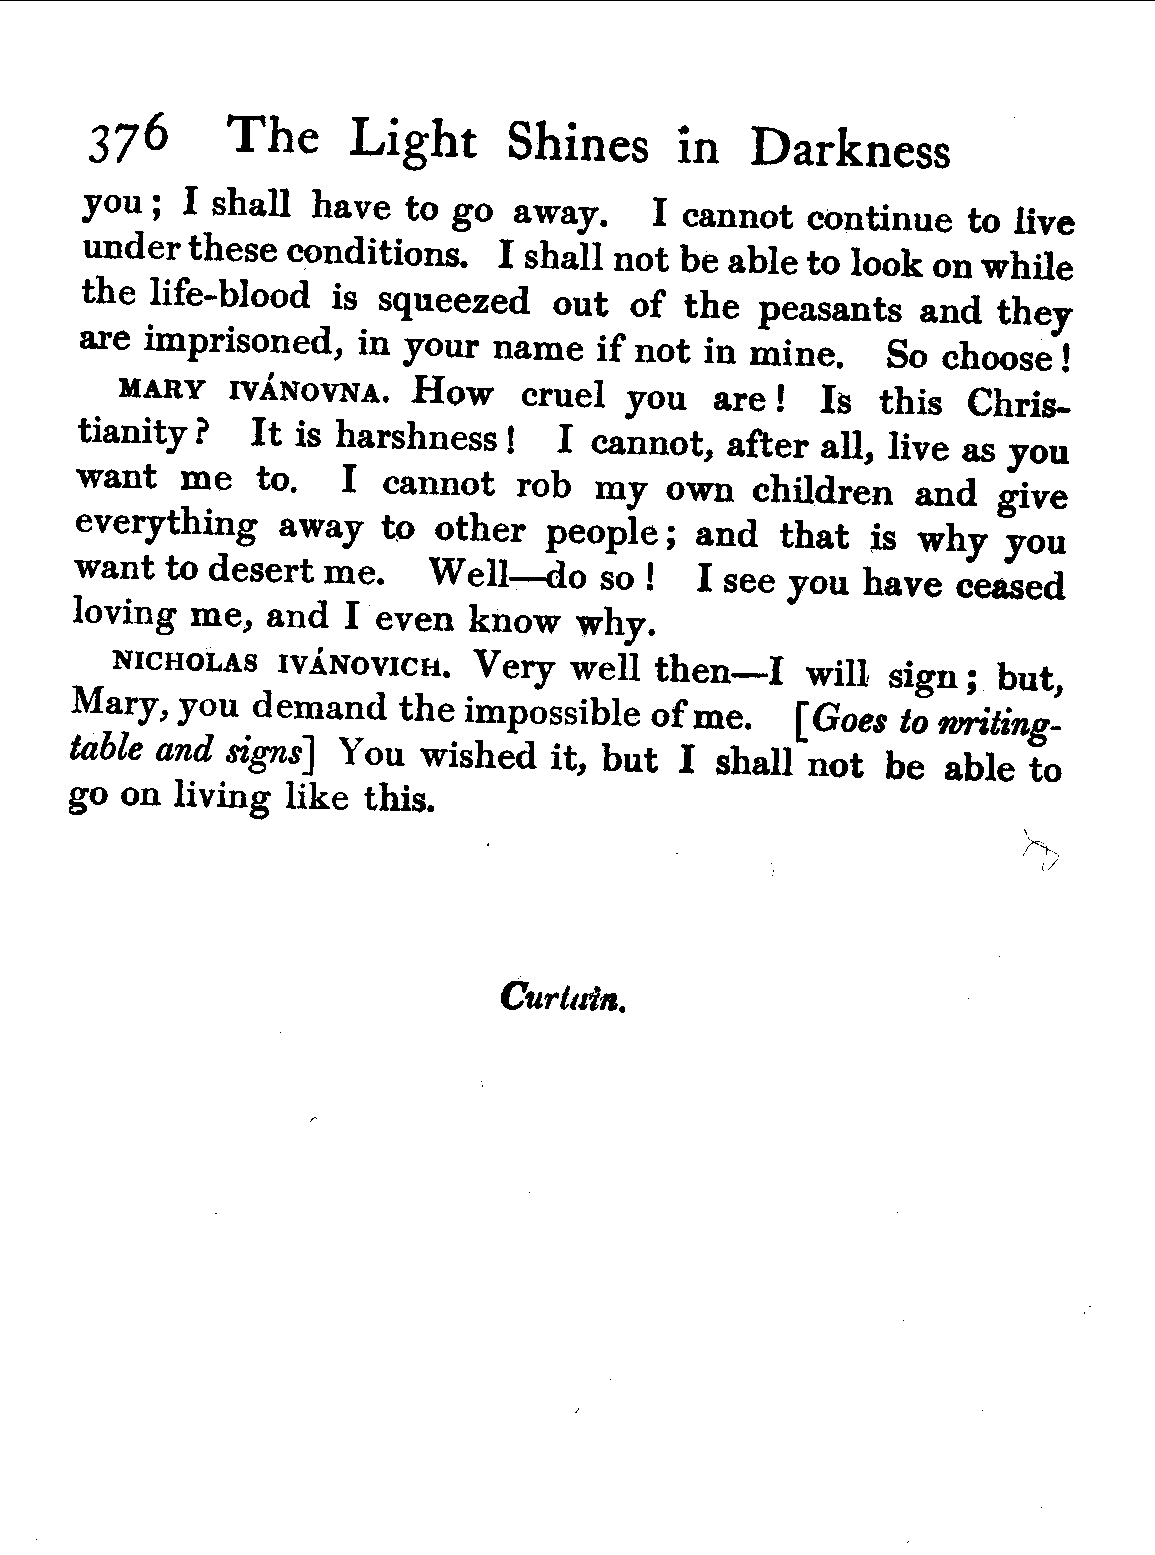 376 The Light Shines in Darkness
you; I shall have to go away. I cannot continue to live
under these conditions. I shall not be able to look on while
the life-blood is squeezed out of the peasants and they
are imprisoned, in your name if not in mine. So choose!
MARY IVÁNOVNA. How cruel you are! Is this Chris-
tianity? It is harshness! I cannot, after all, live as you
want me to. I cannot rob my own children and give
everything away to other people; and that is why you
want to desert me. Well—do so! I see you have ceased
loving me, and I even know why.
NICHOLAS IVÁNOVICH. Very well then—I will sign; but,
Mary, you demand the impossible of me. [Goes to writing-
table and signs] You wished it, but I shall not be able to
go on living like this.
Curtain.